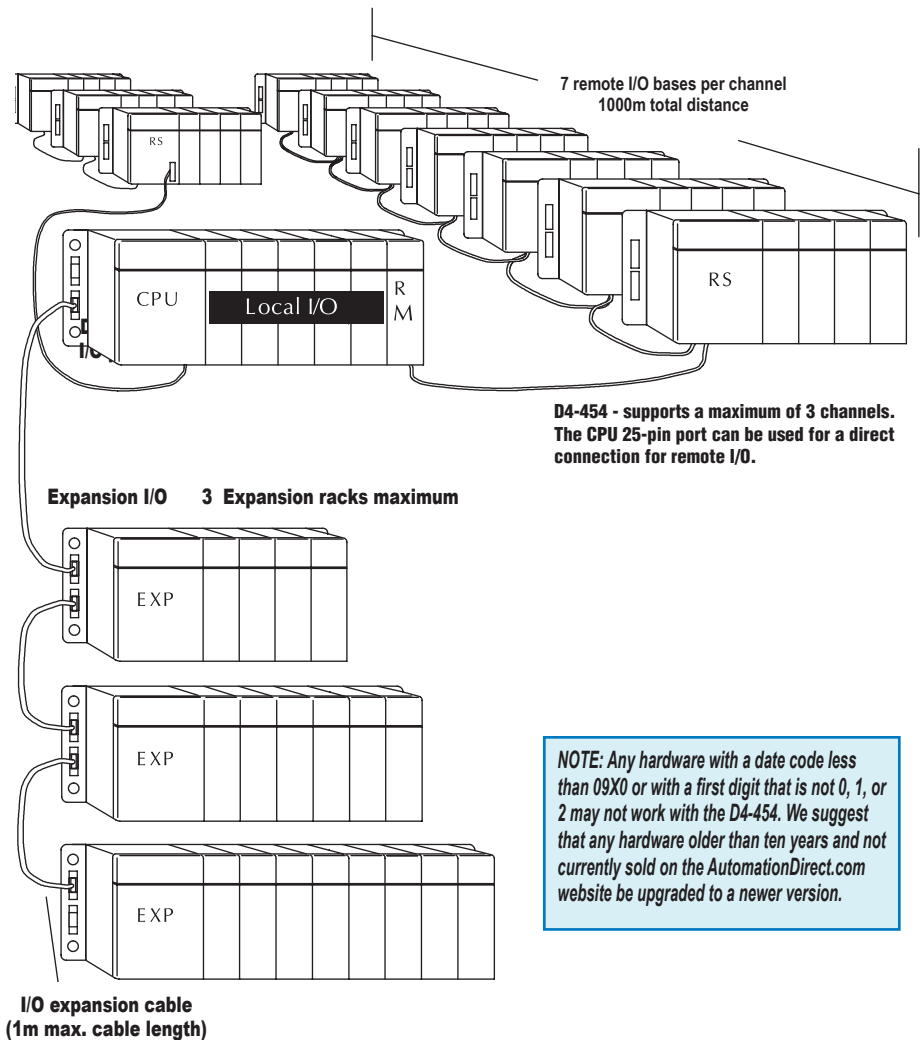 7 remote I/O bases per channel
1000m total distance
RS
RS
CPU
Local I/O
R
M
D4-454 - supports a maximum of 3 channels.
The CPU 25-pin port can be used for a direct
connection for remote I/O.
Expansion I/O 3 Expansion racks maximum
EXP
EXP
NOTE: Any hardware with a date code less
than 09X0 or with a first digit that is not 0, 1, or
2 may not work with the D4-454. We suggest
that any hardware older than ten years and not
currently sold on the AutomationDirect.com
website be upgraded to a newer version.
EXP
I/O expansion cable
(1m max. cable length)